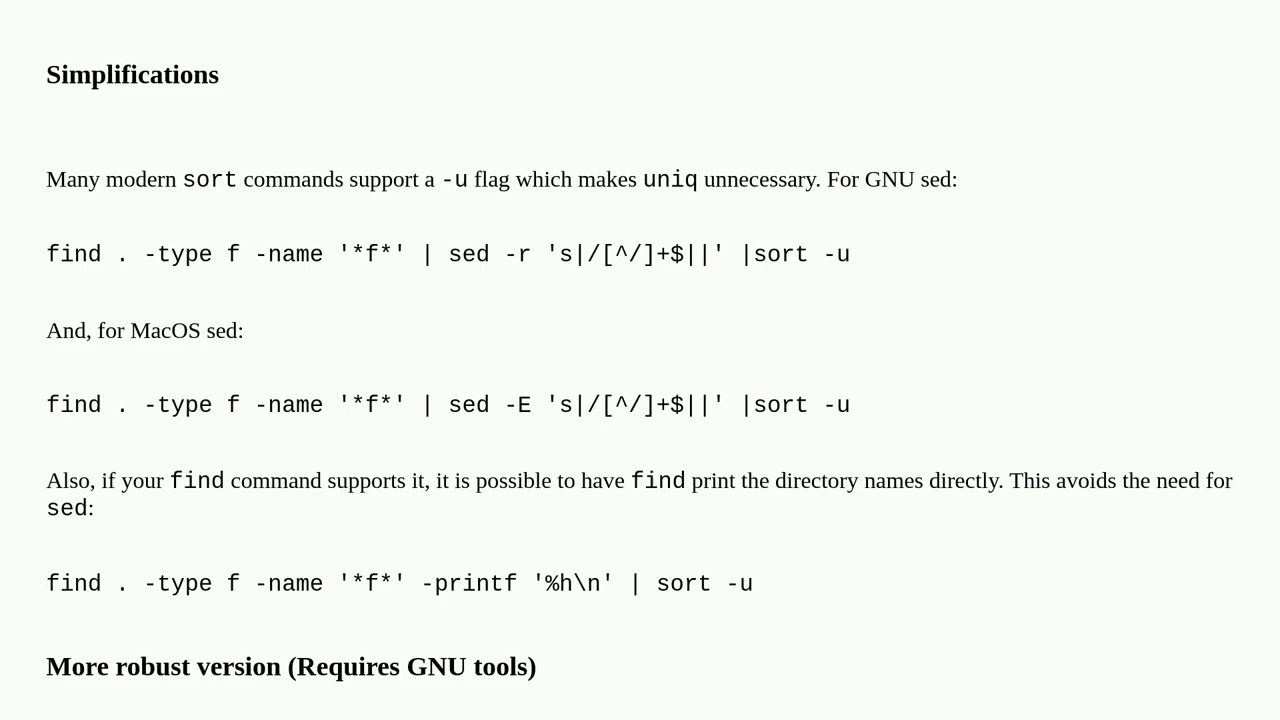 Simplifications
Many modern sort commands support a -u flag which makes uniq unnecessary. For GNU sed:
find . -type f -name '*f*' | sed -r 's|/[^/]+$||' |sort -u
And, for MacOS sed:
find . -type f -name '*f*' | sed -E 's|/[^/]+$||' |sort -u
Also, if your find command supports it, it is possible to have find print the directory names directly. This avoids the need for
sed:
find . -type f -name '*f*' -printf '%h\n' | sort -u
More robust version (Requires GNU tools)